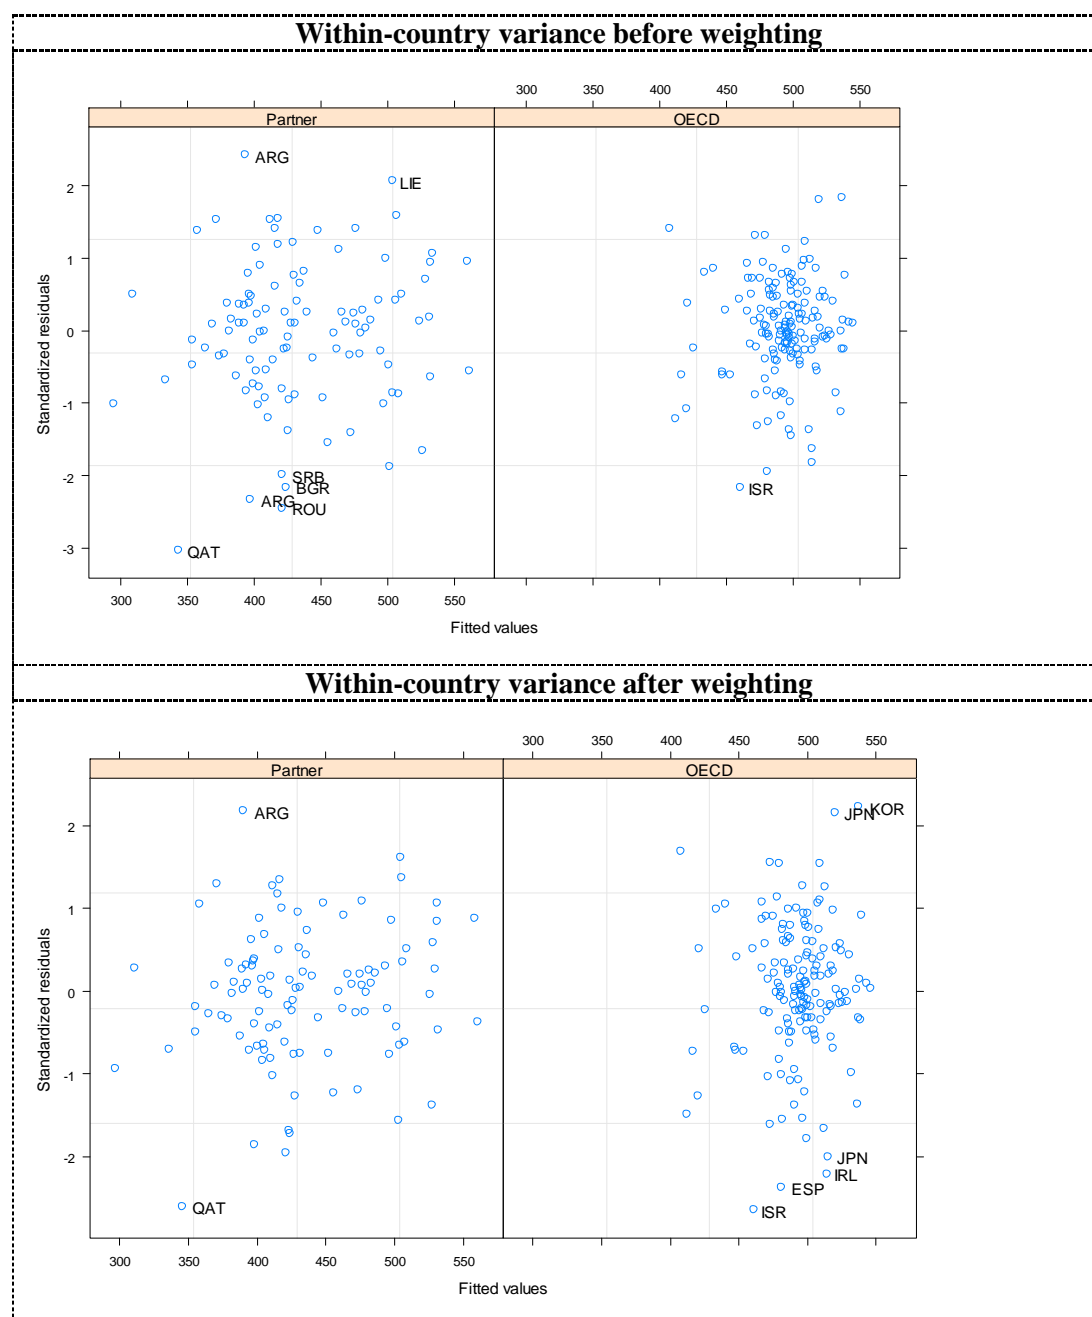 Within-country variance before weighting
300 350 400 450 500 550
Partner OECD
ARG
LIE
2
1
0
-1
-2
-3
Standardized residuals
SRB
BGR
ARG
ROU
QAT
ISR
300 350 400 450 500 550
Fitted values
Within-country variance after weighting
300 350 400 450 500 550
Partner OECD
ARG
JPN
KOR
2
1
0
-1
-2
Standardized residuals
JPN
IRL
ESP
QAT
ISR
300 350 400 450 500 550
Fitted values